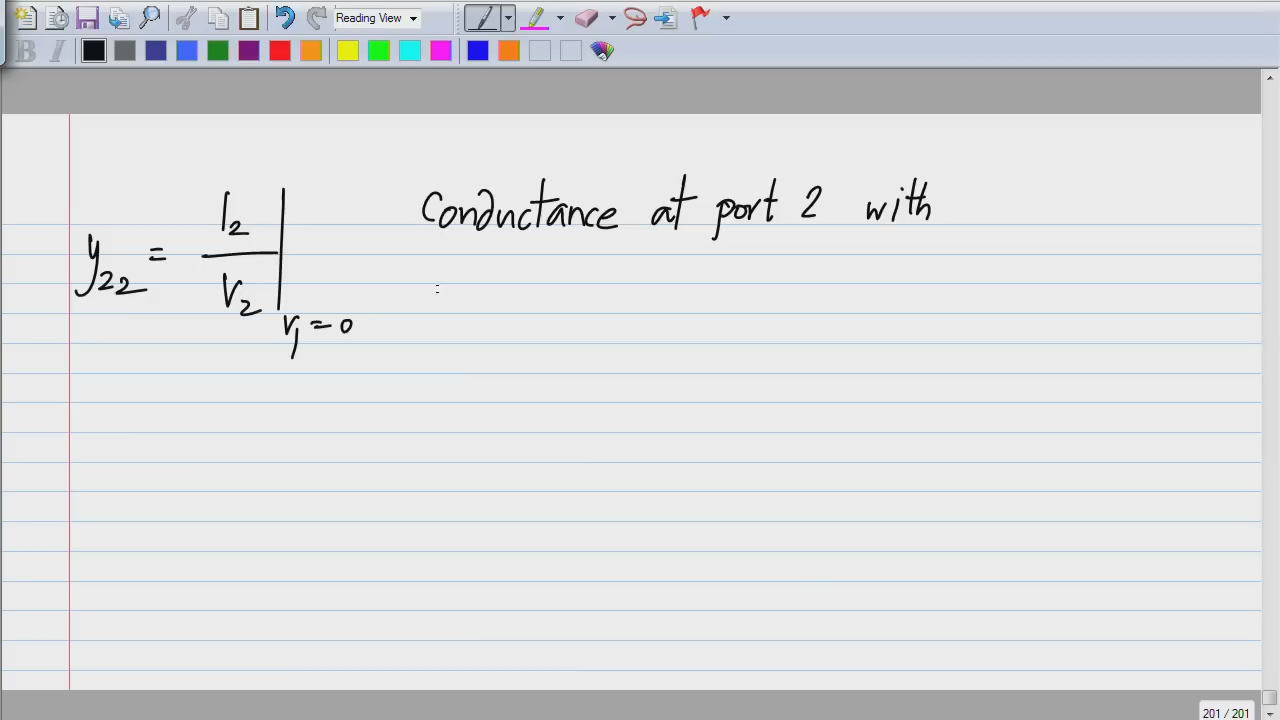 Reading View
B I
y22 = I2 / V2 | V1 = 0
Conductance at port 2 with
201 / 201